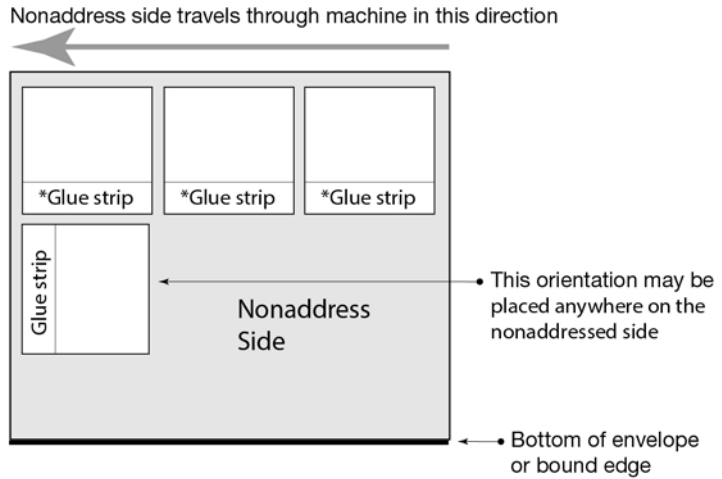 Nonaddress side travels through machine in this direction
*Glue strip
*Glue strip
*Glue strip
Glue strip
This orientation may be
placed anywhere on the
nonaddressed side
Nonaddress
Side
Bottom of envelope
or bound edge